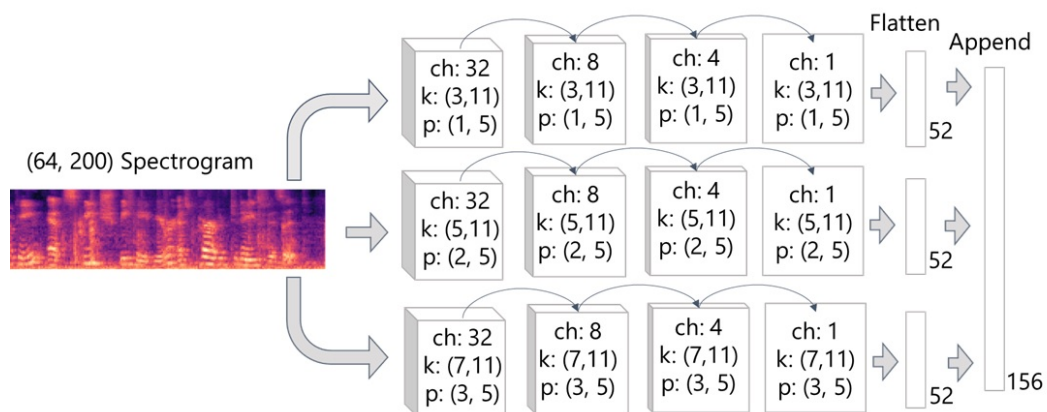 Flatten
Append
ch: 32
k: (3,11)
p: (1, 5)
ch: 8
k: (3,11)
p: (1, 5)
ch: 4
k: (3,11)
p: (1, 5)
ch: 1
k: (3,11)
p: (1, 5)
52
(64, 200) Spectrogram
ch: 32
k: (5,11)
p: (2, 5)
ch: 8
k: (5,11)
p: (2, 5)
ch: 4
k: (5,11)
p: (2, 5)
ch: 1
k: (5,11)
p: (2, 5)
52
ch: 32
k: (7,11)
p: (3, 5)
ch: 8
k: (7,11)
p: (3, 5)
ch: 4
k: (7,11)
p: (3, 5)
ch: 1
k: (7,11)
p: (3, 5)
52
156